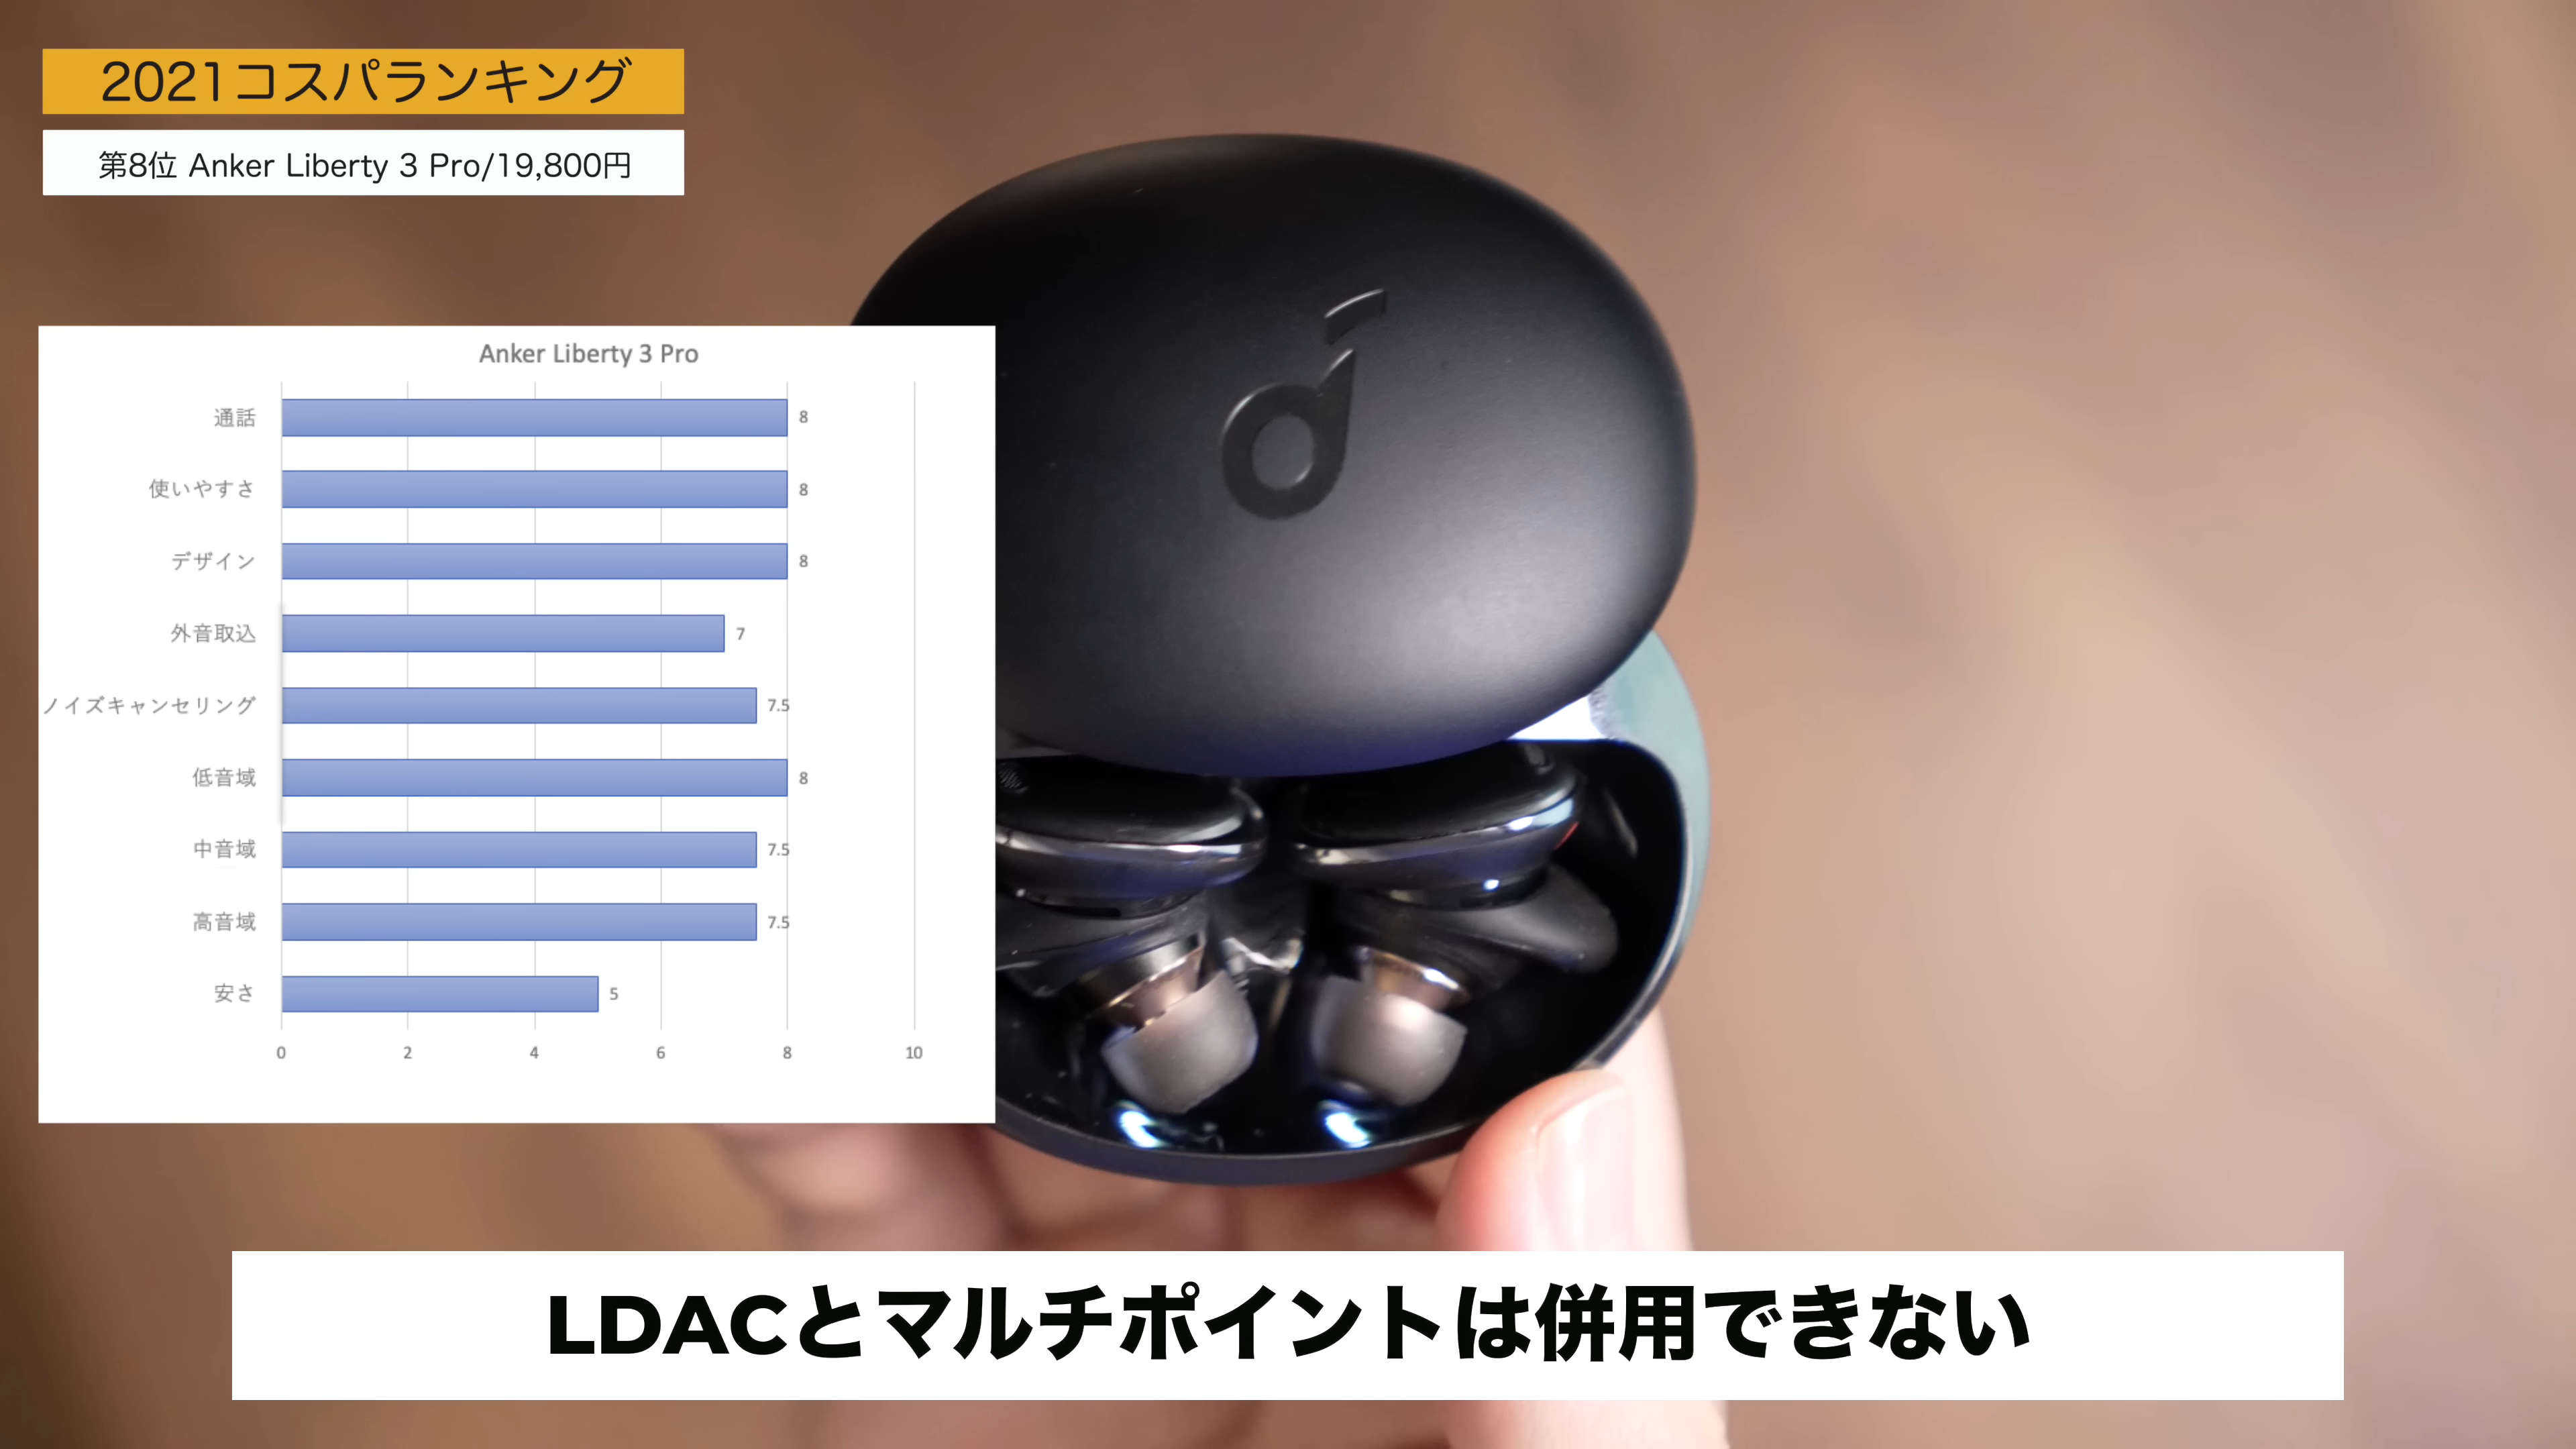 2021コスパランキング
第8位 Anker Liberty 3 Pro/19,800円
Anker Liberty 3 Pro
通話 8
使いやすさ 8
デザイン 8
外音取込 7
ノイズキャンセリング 7.5
低音域 8
中音域 7.5
高音域 7.5
安さ 5
0 2 4 6 8 10
LDACとマルチポイントは併用できない